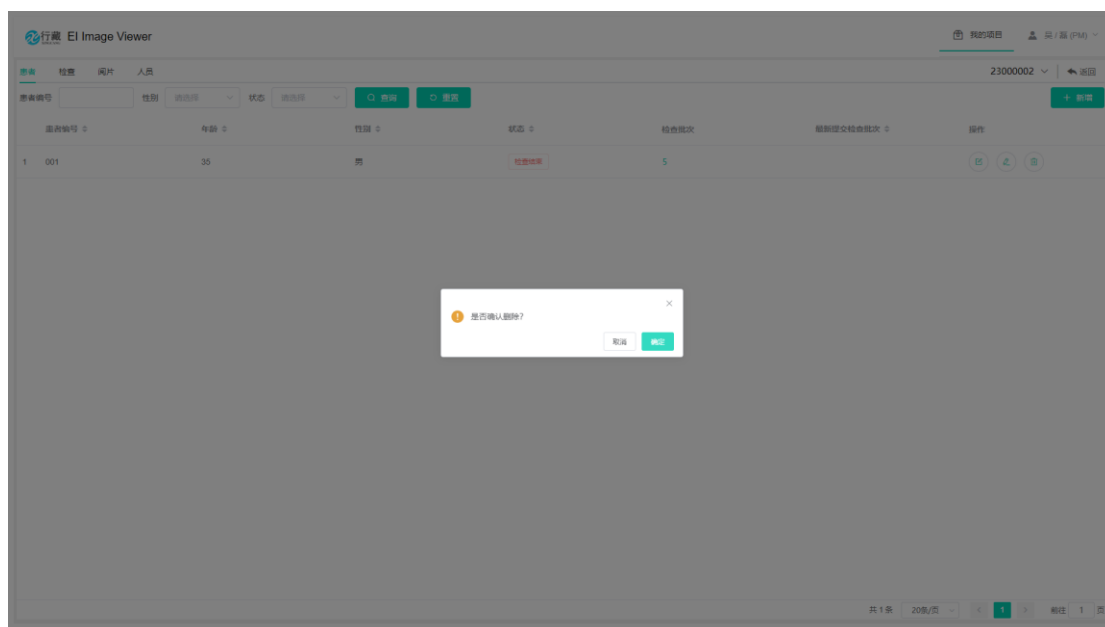 行藏 EI Image Viewer
我的项目
(PM)
患者 检查 阅片 人员
23000002 返回
患者编号 性别 请选择 状态 请选择 查询 重置 + 新增
患者编号 年龄 性别 状态 检查批次 最新提交检查批次 操作
1 001 35 男 5
是否确认删除?
取消 确定
共 1 条 20条/页 1 前往 1 页